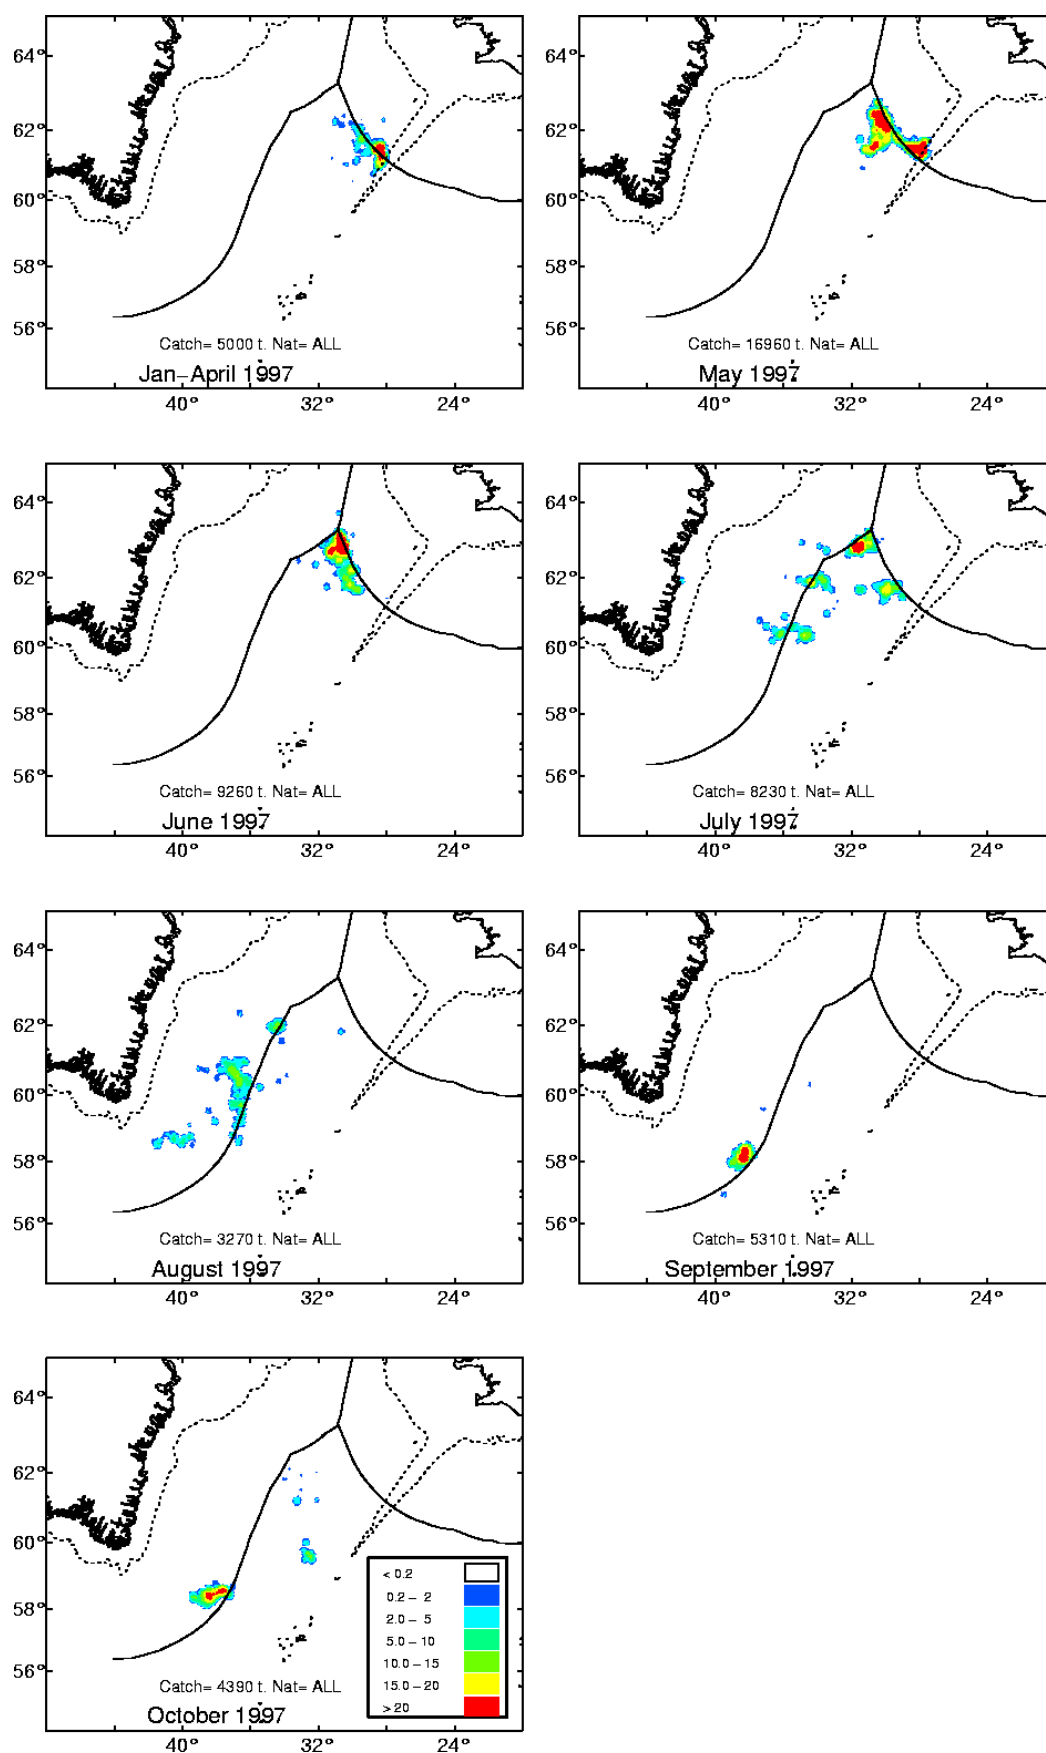 64°
62°
60°
58°
56°
Catch= 5000 t. Nat= ALL
Jan–April 1997
40° 32° 24°
64°
62°
60°
58°
56°
Catch= 16960 t. Nat= ALL
May 1997
40° 32° 24°
64°
62°
60°
58°
56°
Catch= 9260 t. Nat= ALL
June 1997
40° 32° 24°
64°
62°
60°
58°
56°
Catch= 8230 t. Nat= ALL
July 1997
40° 32° 24°
64°
62°
60°
58°
56°
Catch= 3270 t. Nat= ALL
August 1997
40° 32° 24°
64°
62°
60°
58°
56°
Catch= 5310 t. Nat= ALL
September 1997
40° 32° 24°
64°
62°
60°
58°
56°
Catch= 4390 t. Nat= ALL
October 1997
40° 32° 24°
< 0.2
0.2 – 2
2.0 – 5
5.0 – 10
10.0 – 15
15.0 – 20
> 20